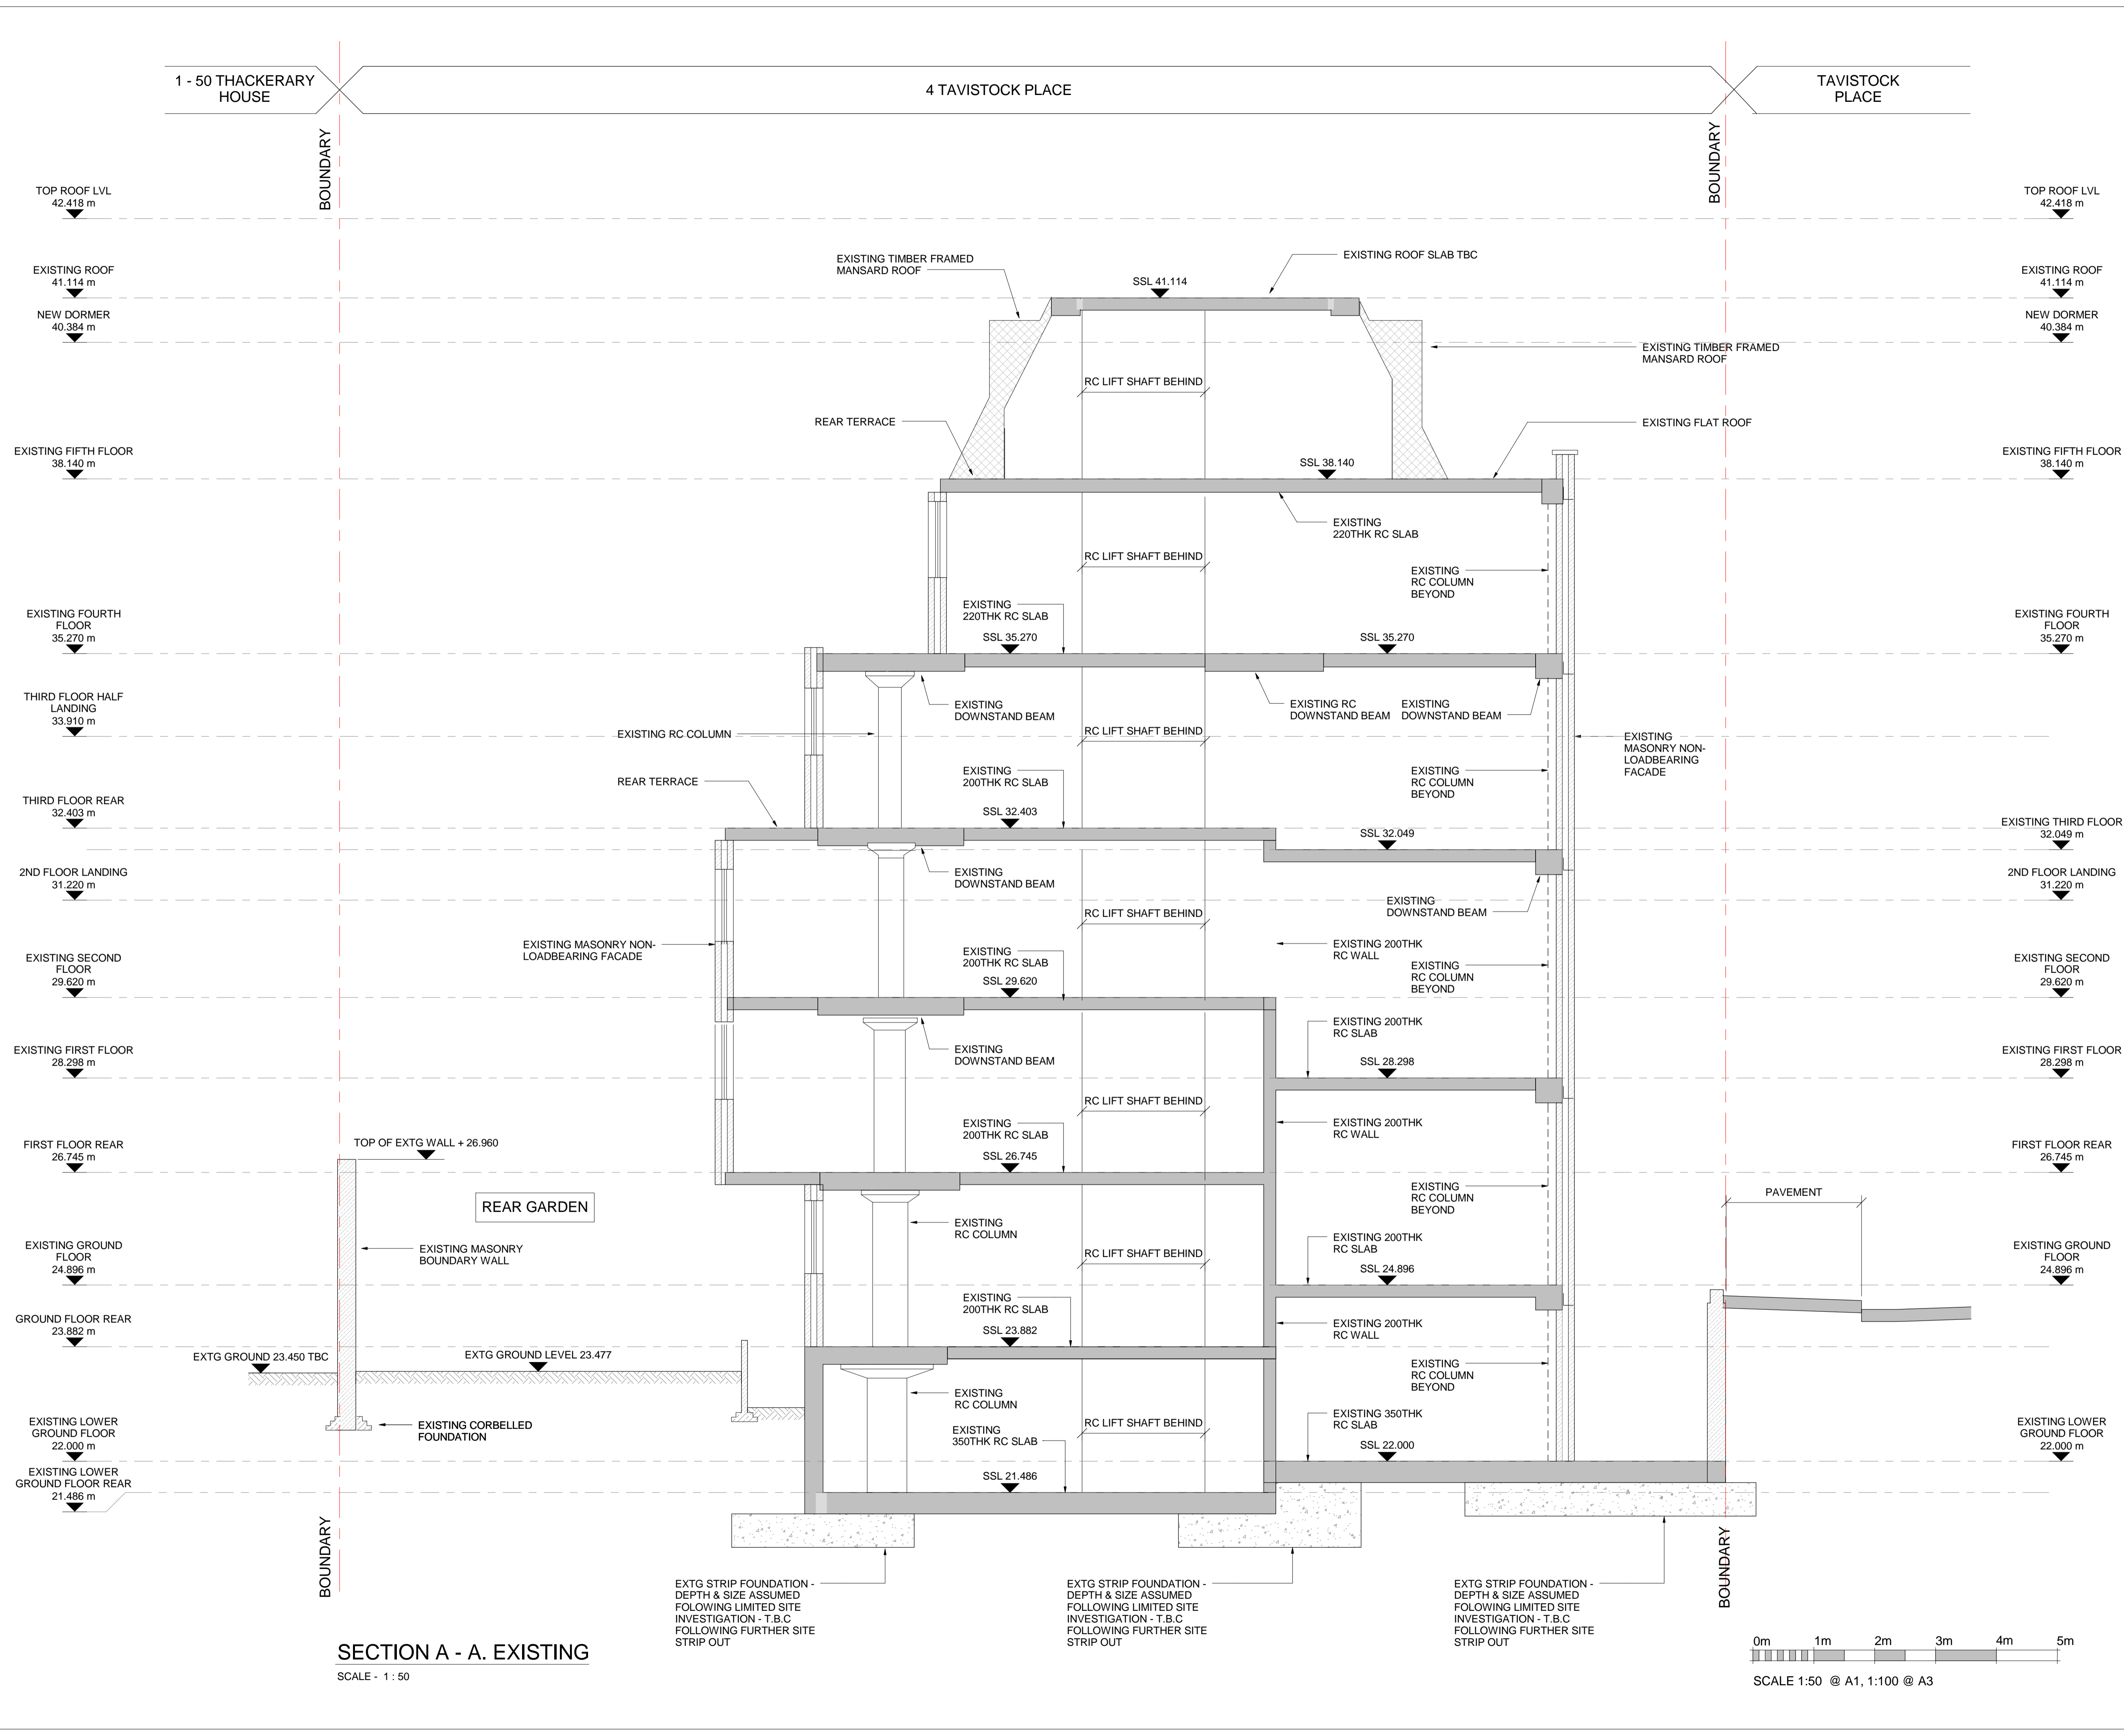 1 - 50 THACKERARY
HOUSE
4 TAVISTOCK PLACE
TAVISTOCK
PLACE
BOUNDARY
BOUNDARY
TOP ROOF LVL
42.418 m
TOP ROOF LVL
42.418 m
EXISTING TIMBER FRAMED
MANSARD ROOF
EXISTING ROOF SLAB TBC
EXISTING ROOF
41.114 m
SSL 41.114
EXISTING ROOF
41.114 m
NEW DORMER
40.384 m
NEW DORMER
40.384 m
EXISTING TIMBER FRAMED
MANSARD ROOF
RC LIFT SHAFT BEHIND
REAR TERRACE
EXISTING FLAT ROOF
EXISTING FIFTH FLOOR
38.140 m
SSL 38.140
EXISTING FIFTH FLOOR
38.140 m
EXISTING
220THK RC SLAB
RC LIFT SHAFT BEHIND
EXISTING
RC COLUMN
BEYOND
EXISTING FOURTH
FLOOR
35.270 m
EXISTING
220THK RC SLAB
SSL 35.270
SSL 35.270
EXISTING FOURTH
FLOOR
35.270 m
THIRD FLOOR HALF
LANDING
33.910 m
EXISTING
DOWNSTAND BEAM
EXISTING RC
DOWNSTAND BEAM
EXISTING
DOWNSTAND BEAM
EXISTING RC COLUMN
RC LIFT SHAFT BEHIND
EXISTING
MASONRY NON-
LOADBEARING
FACADE
REAR TERRACE
EXISTING
200THK RC SLAB
EXISTING
RC COLUMN
BEYOND
THIRD FLOOR REAR
32.403 m
SSL 32.403
SSL 32.049
EXISTING THIRD FLOOR
32.049 m
2ND FLOOR LANDING
31.220 m
EXISTING
DOWNSTAND BEAM
2ND FLOOR LANDING
31.220 m
EXISTING
DOWNSTAND BEAM
RC LIFT SHAFT BEHIND
EXISTING MASONRY NON-
LOADBEARING FACADE
EXISTING
200THK RC SLAB
EXISTING 200THK
RC WALL
EXISTING
RC COLUMN
BEYOND
EXISTING SECOND
FLOOR
29.620 m
SSL 29.620
EXISTING SECOND
FLOOR
29.620 m
EXISTING 200THK
RC SLAB
EXISTING
DOWNSTAND BEAM
EXISTING FIRST FLOOR
28.298 m
SSL 28.298
EXISTING FIRST FLOOR
28.298 m
RC LIFT SHAFT BEHIND
EXISTING
200THK RC SLAB
EXISTING 200THK
RC WALL
FIRST FLOOR REAR
26.745 m
TOP OF EXTG WALL + 26.960
SSL 26.745
FIRST FLOOR REAR
26.745 m
REAR GARDEN
EXISTING
RC COLUMN
BEYOND
PAVEMENT
EXISTING
RC COLUMN
EXISTING GROUND
FLOOR
24.896 m
EXISTING MASONRY
BOUNDARY WALL
RC LIFT SHAFT BEHIND
EXISTING 200THK
RC SLAB
SSL 24.896
EXISTING GROUND
FLOOR
24.896 m
EXISTING
200THK RC SLAB
GROUND FLOOR REAR
23.882 m
SSL 23.882
EXISTING 200THK
RC WALL
EXTG GROUND 23.450 TBC
EXTG GROUND LEVEL 23.477
EXISTING
RC COLUMN
BEYOND
EXISTING
RC COLUMN
EXISTING LOWER
GROUND FLOOR
22.000 m
EXISTING CORBELLED
FOUNDATION
EXISTING
350THK RC SLAB
RC LIFT SHAFT BEHIND
EXISTING 350THK
RC SLAB
SSL 22.000
EXISTING LOWER
GROUND FLOOR
22.000 m
EXISTING LOWER
GROUND FLOOR REAR
21.486 m
SSL 21.486
BOUNDARY
BOUNDARY
EXTG STRIP FOUNDATION -
DEPTH & SIZE ASSUMED
FOLOWING LIMITED SITE
INVESTIGATION - T.B.C
FOLLOWING FURTHER SITE
STRIP OUT
EXTG STRIP FOUNDATION -
DEPTH & SIZE ASSUMED
FOLLOWING LIMITED SITE
INVESTIGATION - T.B.C
FOLLOWING FURTHER SITE
STRIP OUT
EXTG STRIP FOUNDATION -
DEPTH & SIZE ASSUMED
FOLOWING LIMITED SITE
INVESTIGATION - T.B.C
FOLLOWING FURTHER SITE
STRIP OUT
SECTION A - A. EXISTING
SCALE - 1 : 50
0m 1m 2m 3m 4m 5m
SCALE 1:50 @ A1, 1:100 @ A3